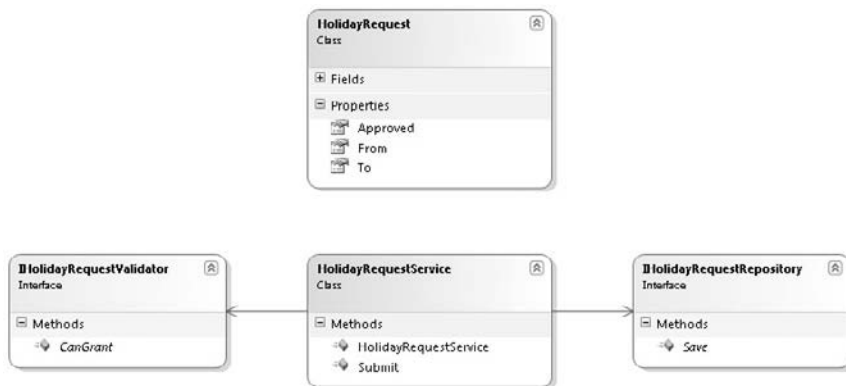 HolidayRequest
Class
Fields
Properties
Approved
From
To
IHolidayRequestValidator
Interface
Methods
CanGrant
HolidayRequestService
Class
Methods
HolidayRequestService
Submit
IHolidayRequestRepository
Interface
Methods
Save